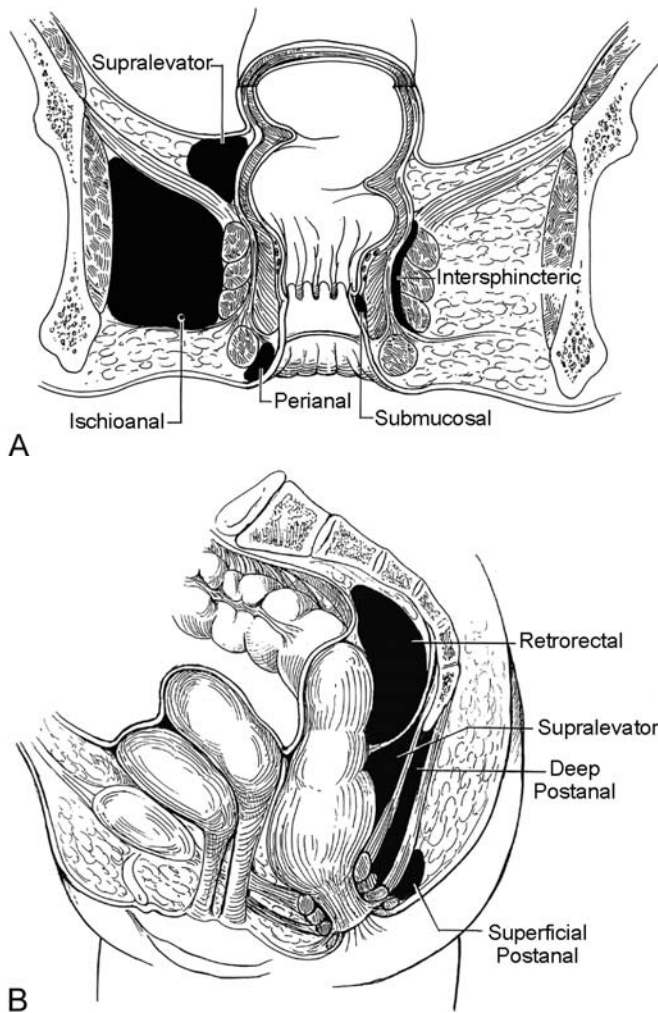 Supralevator
Intersphincteric
Ischioanal
Perianal
Submucosal
A
Retrorectal
Supralevator
Deep
Postanal
Superficial
Postanal
B